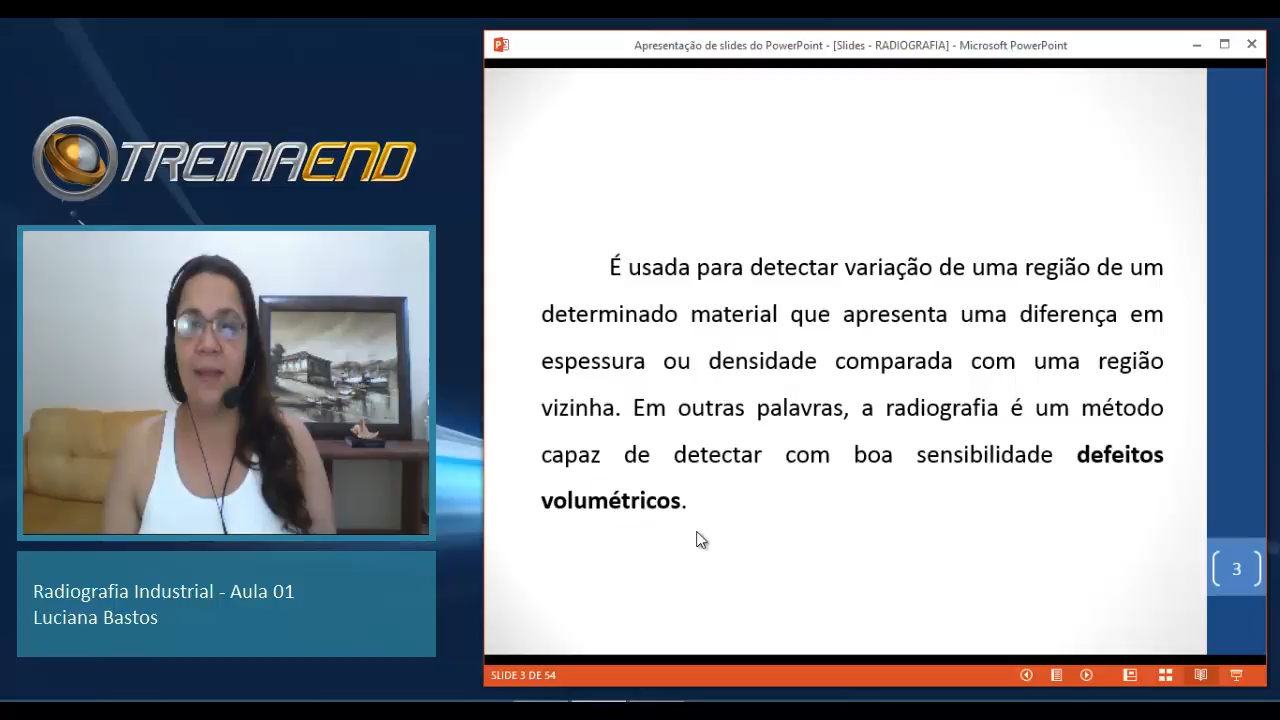 TREINAEND
Radiografia Industrial - Aula 01
Luciana Bastos
Apresentação de slides do PowerPoint - [Slides - RADIOGRAFIA] - Microsoft PowerPoint
É usada para detectar variação de uma região de um
determinado material que apresenta uma diferença em
espessura ou densidade comparada com uma região
vizinha. Em outras palavras, a radiografia é um método
capaz de detectar com boa sensibilidade defeitos
volumétricos.
3
SLIDE 3 DE 54